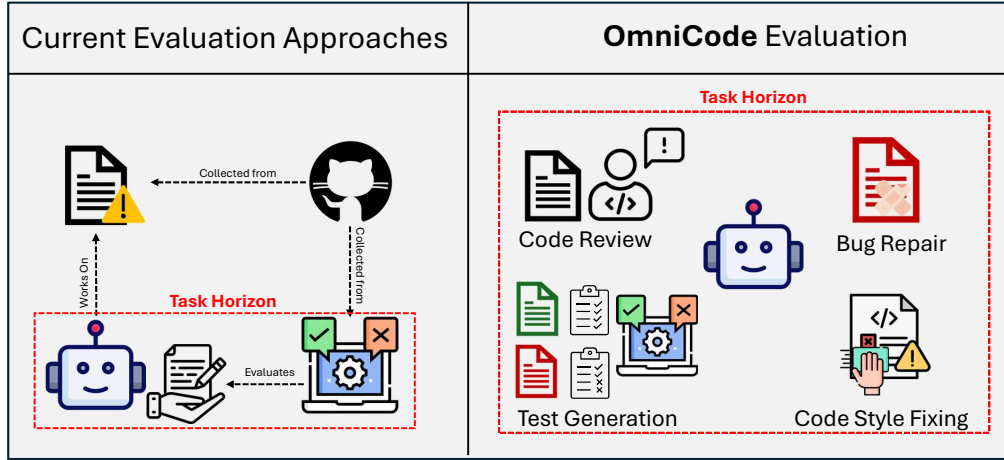 Current Evaluation Approaches
OmniCode Evaluation
Collected from
Collected from
Works On
Task Horizon
Evaluates
Task Horizon
Code Review
Bug Repair
Test Generation
Code Style Fixing